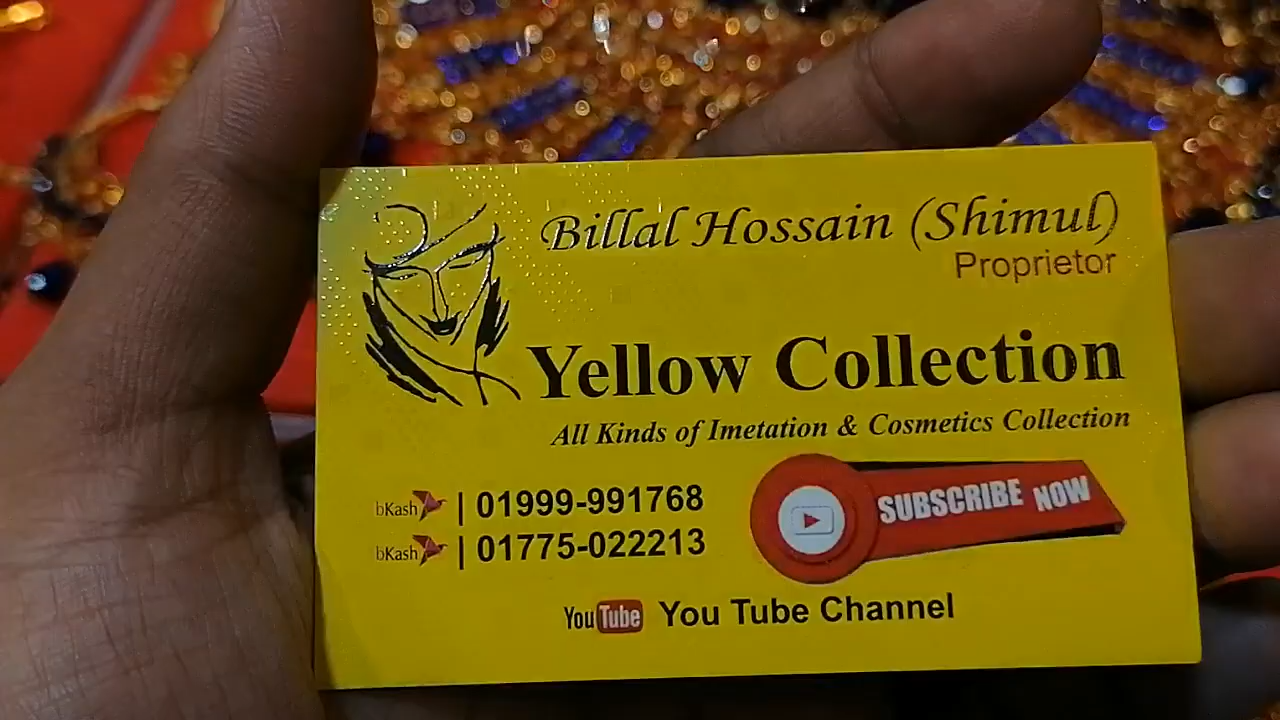 Billal Hossain (Shimul)
Proprietor
Yellow Collection
All Kinds of Imetation & Cosmetics Collection
bKash | 01999-991768
bKash | 01775-022213
SUBSCRIBE NOW
YouTube You Tube Channel